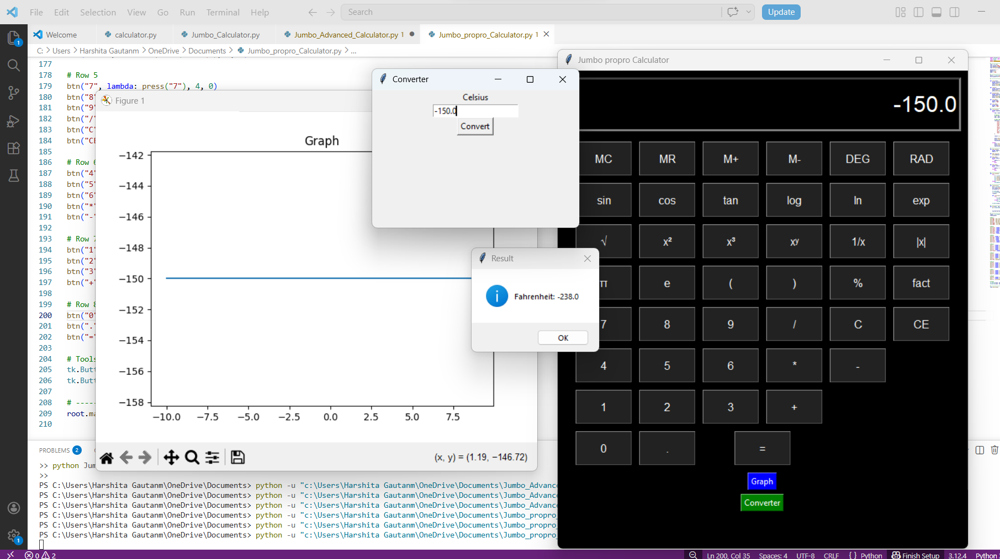 File Edit Selection View Go Run Terminal Help
Search
Update
Welcome
calculator.py
Jumbo_Calculator.py
Jumbo_Advanced_Calculator.py 1
Jumbo_propro_Calculator.py 1
C: > Users > Harshita Gautanm > OneDrive > Documents > Jumbo_propro_Calculator.py > ...
177
178 # Row 5
179 btn("7", lambda: press("7"), 4, 0)
180 btn("8"
181 btn("9"
182 btn("/"
183 btn("C"
184 btn("CE
185
186 # Row 6
187 btn("4"
188 btn("5"
189 btn("6"
190 btn("*"
191 btn("-"
192
193 # Row 7
194 btn("1"
195 btn("2"
196 btn("3"
197 btn("+"
198
199 # Row 8
200 btn("0"
201 btn("."
202 btn("="
203
204 # Tools
205 tk.Butt
206 tk.Butt
207
208 # -----
209 root.ma
210
Figure 1
Graph
−142
−144
−146
−148
−150
−152
−154
−156
−158
−10.0 −7.5 −5.0 −2.5 0.0 2.5 5.0 7.5
(x, y) = (1.19, −146.72)
Converter
Celsius
-150.0
Convert
Result
Fahrenheit: -238.0
OK
Jumbo propro Calculator
-150.0
MC MR M+ M- DEG RAD
sin cos tan log ln exp
√ x² x³ xʸ 1/x |x|
π e ( ) % fact
7 8 9 / C CE
4 5 6 * -
1 2 3 +
0 . =
Graph
Converter
PROBLEMS 2
>> python Jum
>>
PS C:\Users\Harshita Gautanm\OneDrive\Documents> python -u "c:\Users\Harshita Gautanm\OneDrive\Documents\Jumbo_Advance
PS C:\Users\Harshita Gautanm\OneDrive\Documents> python -u "c:\Users\Harshita Gautanm\OneDrive\Documents\Jumbo_Advance
PS C:\Users\Harshita Gautanm\OneDrive\Documents> python -u "c:\Users\Harshita Gautanm\OneDrive\Documents\Jumbo_Advance
PS C:\Users\Harshita Gautanm\OneDrive\Documents> python -u "c:\Users\Harshita Gautanm\OneDrive\Documents\Jumbo_propro_
PS C:\Users\Harshita Gautanm\OneDrive\Documents> python -u "c:\Users\Harshita Gautanm\OneDrive\Documents\Jumbo_propro_
PS C:\Users\Harshita Gautanm\OneDrive\Documents> python -u "c:\Users\Harshita Gautanm\OneDrive\Documents\Jumbo_propro_
0 2 Ln 200, Col 35 Spaces: 4 UTF-8 CRLF { } Python Finish Setup 3.12.4 Python